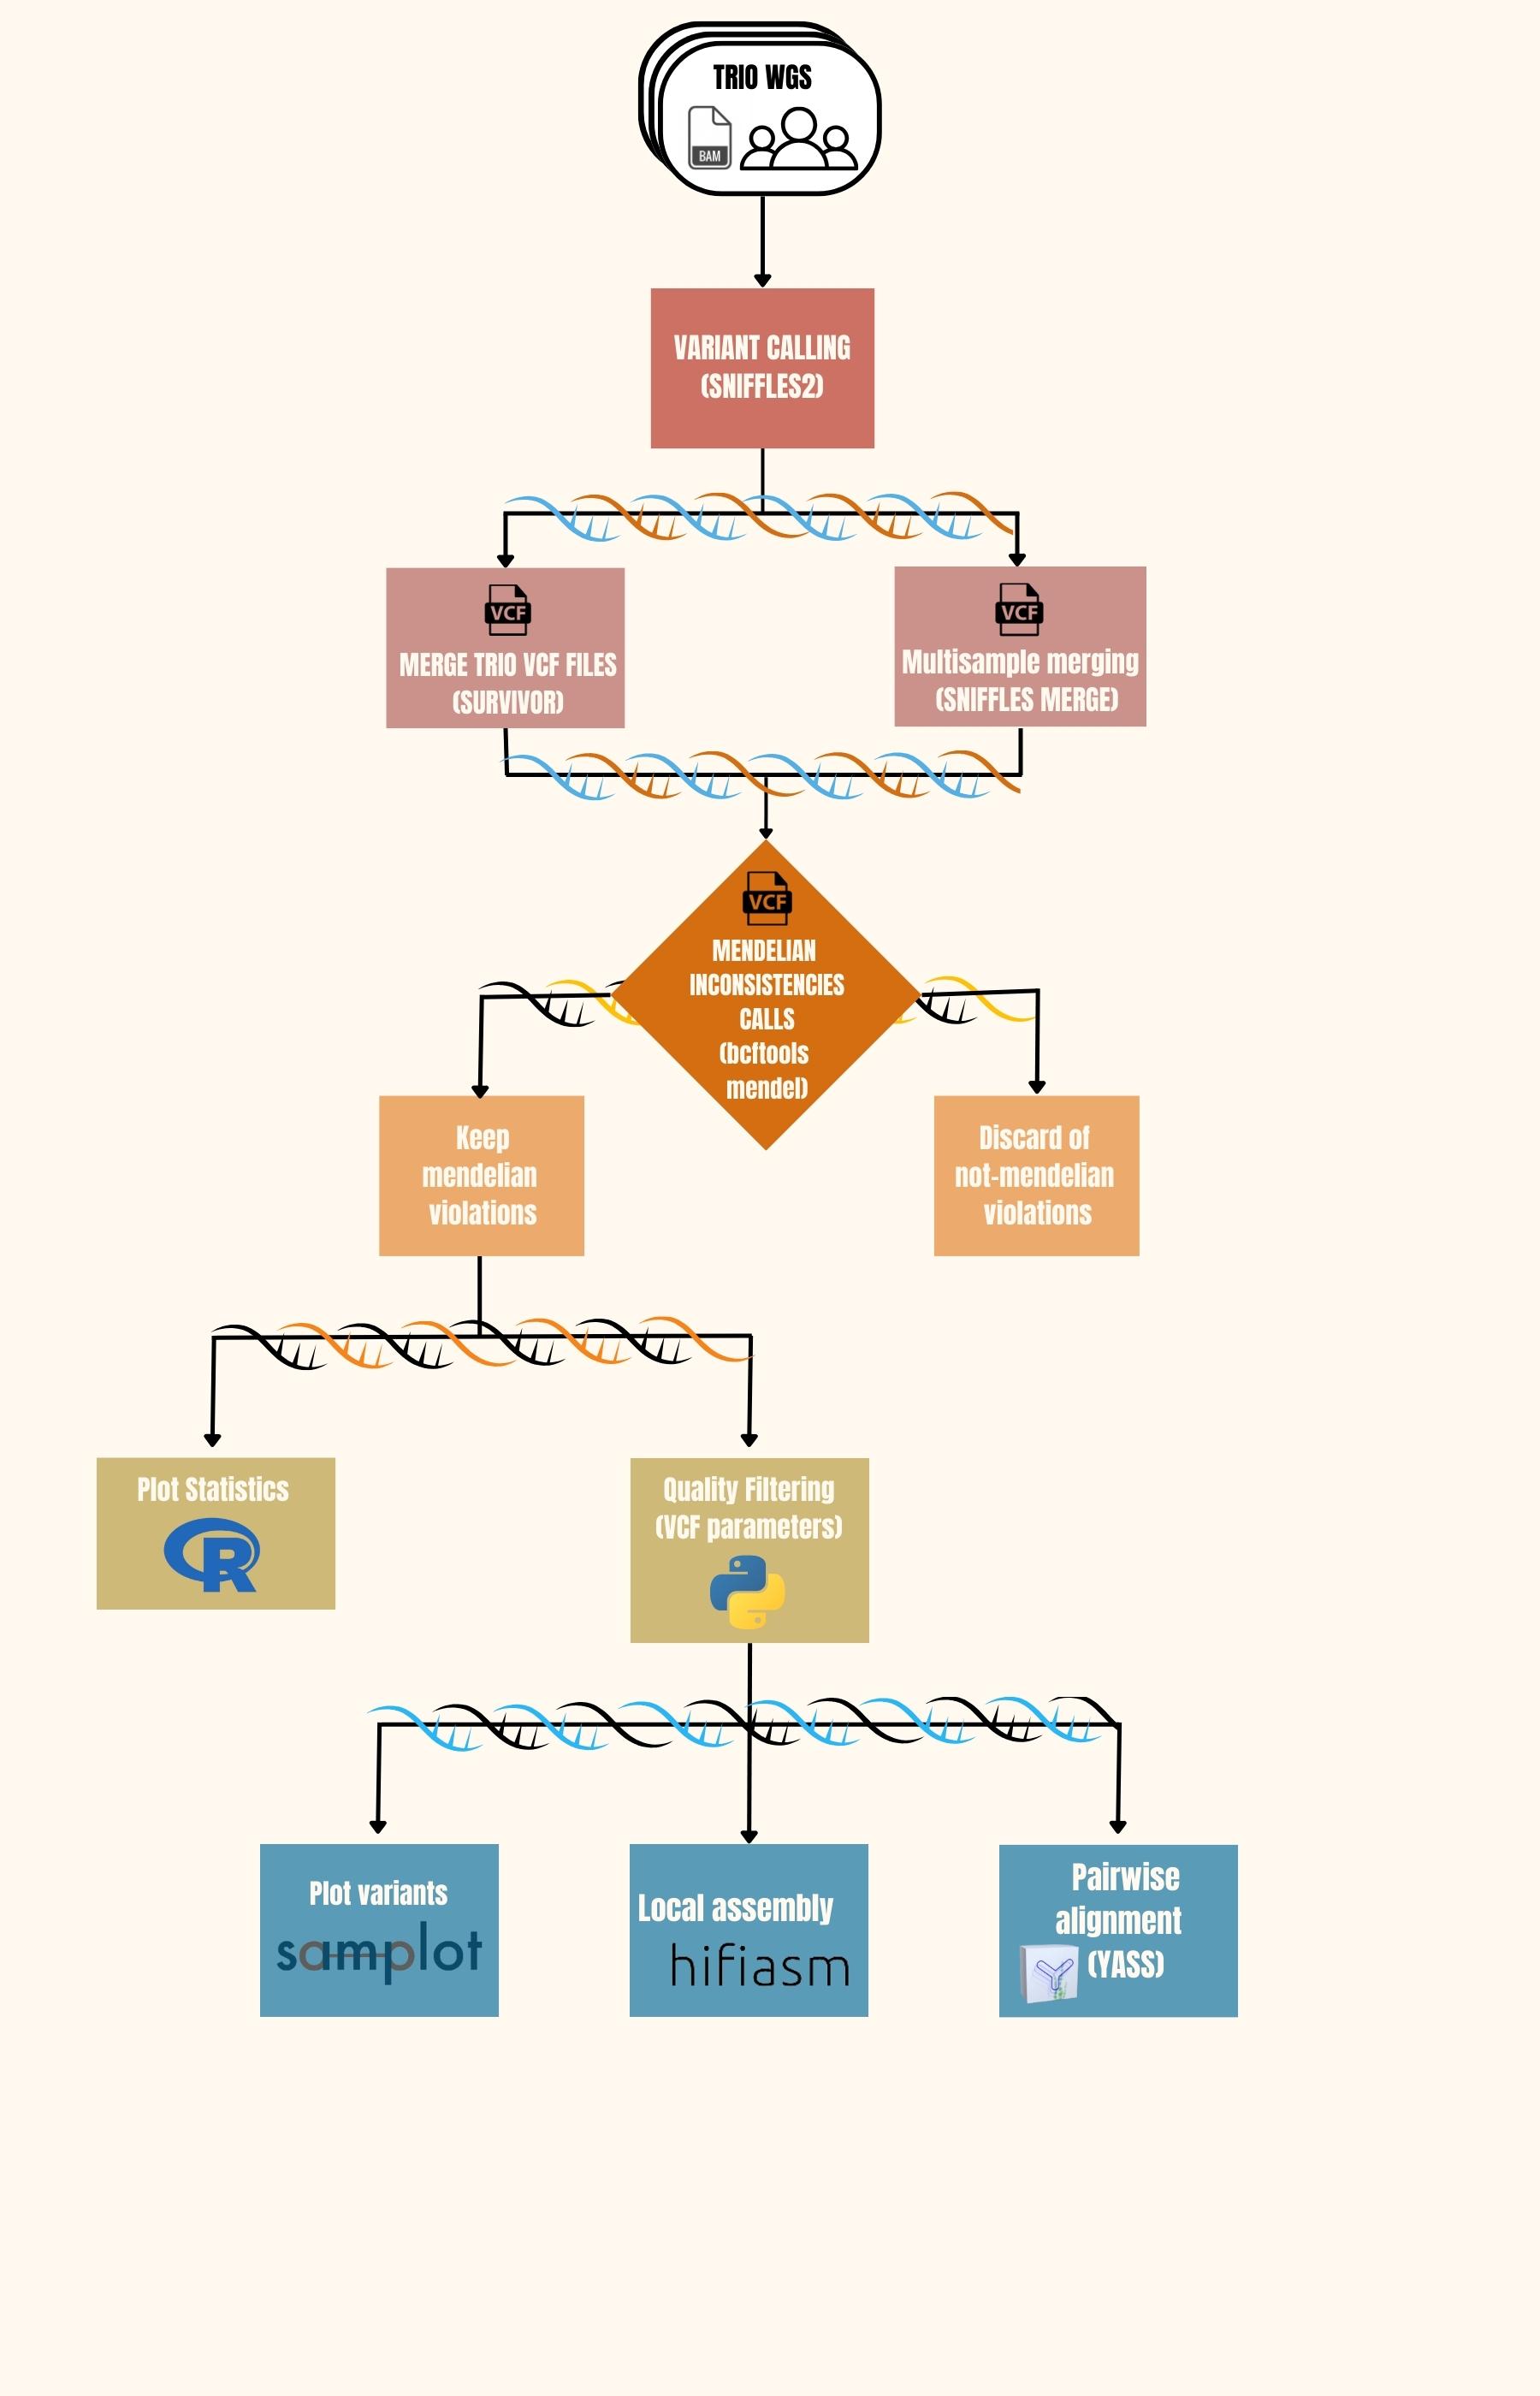 TRIO WGS
BAM
VARIANT CALLING
(SNIFFLES2)
VCF
MERGE TRIO VCF FILES
(SURVIVOR)
VCF
Multisample merging
(SNIFFLES MERGE)
VCF
MENDELIAN
INCONSISTENCIES
CALLS
(bcftools
mendel)
Keep
mendelian
violations
Discard of
not-mendelian
violations
Plot Statistics
R
Quality Filtering
(VCF parameters)
Plot variants
samplot
Local assembly
hifiasm
Pairwise
alignment
(YASS)